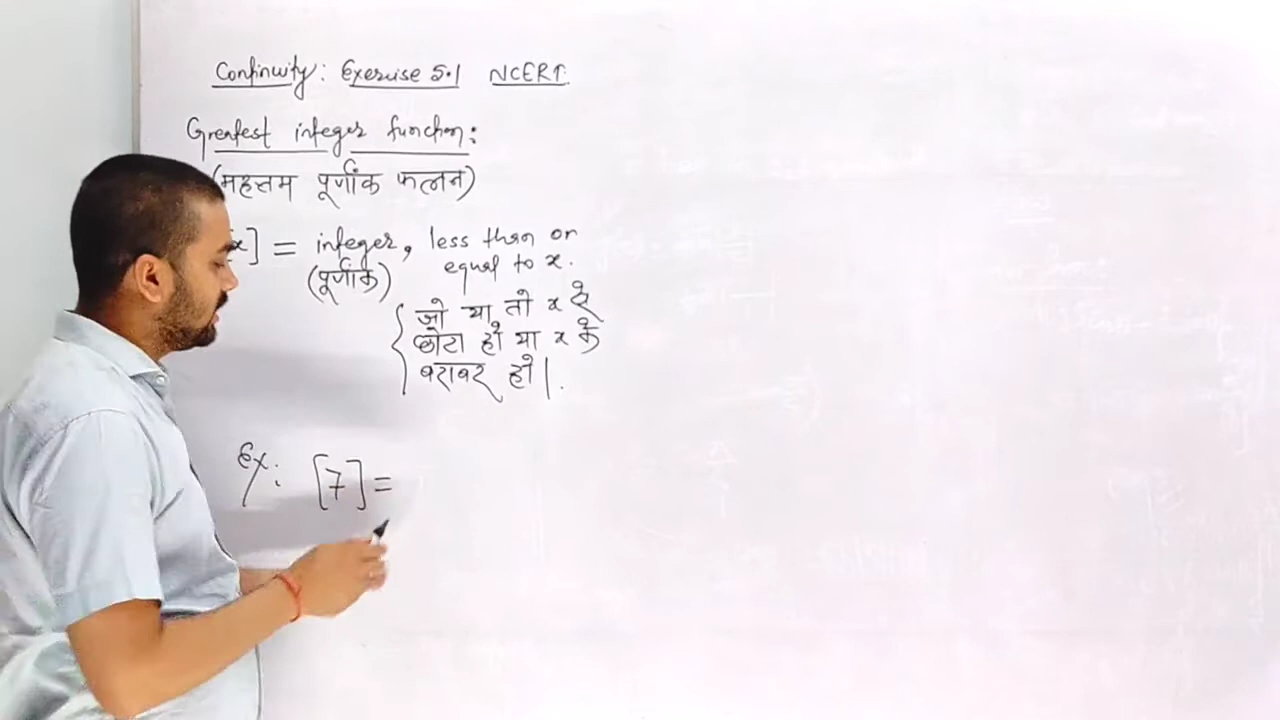 Continuity: Exercise 5.1 NCERT.
Greatest integer function:
(महत्तम पूर्णांक फलन)
x] = integer, less than or
equal to x.
(पूर्णांक)
{ जो या तो x से
छोटा हो या x के
बराबर हो|.
Ex: [7] =